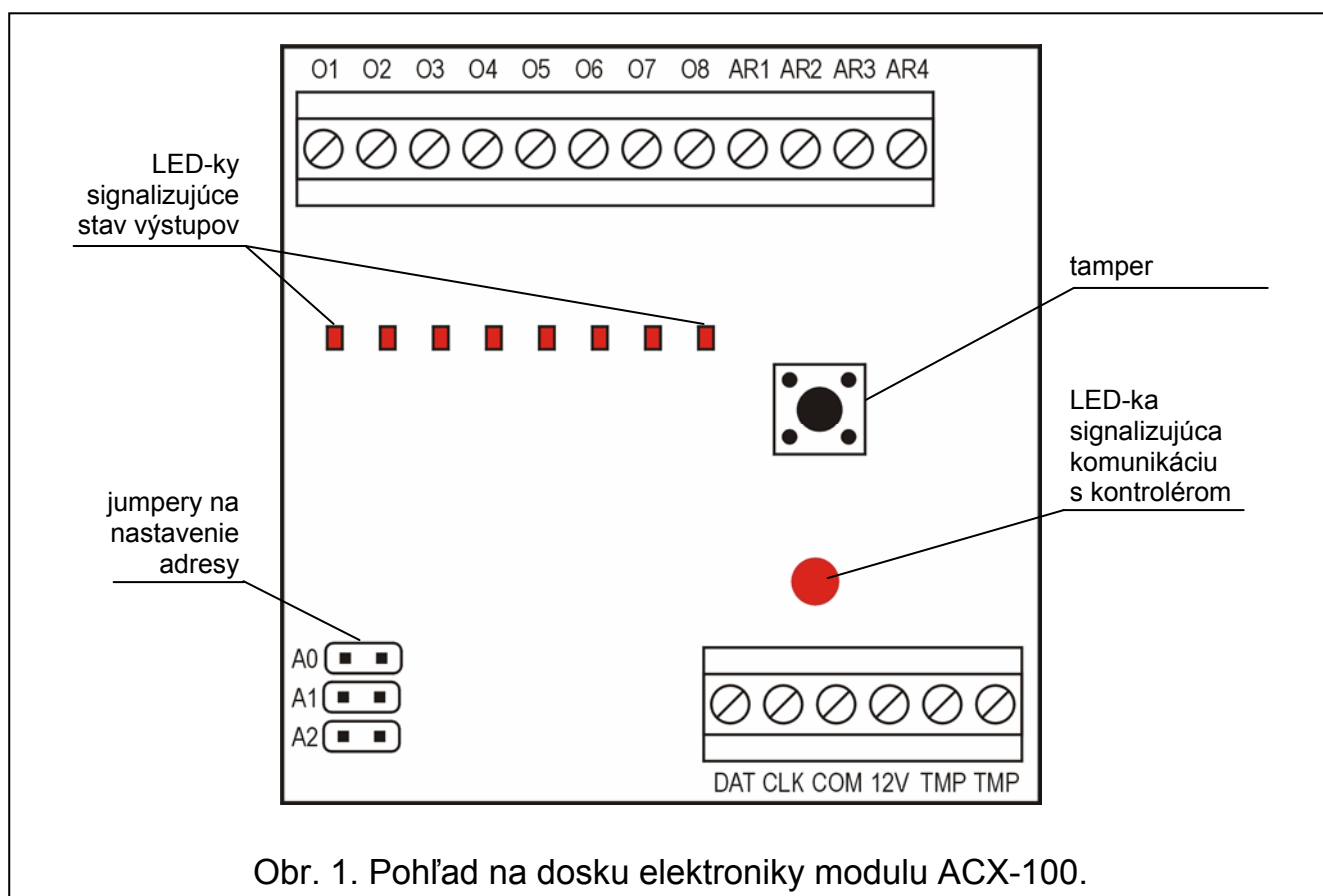 O1 O2 O3 O4 O5 O6 O7 O8 AR1 AR2 AR3 AR4
LED-ky
signalizujúce
stav výstupov
tamper
LED-ka
signalizujúca
komunikáciu
s kontrolérom
jumpery na
nastavenie
adresy
A0
A1
A2
DAT CLK COM 12V TMP TMP
Obr. 1. Pohľad na dosku elektroniky modulu ACX-100.